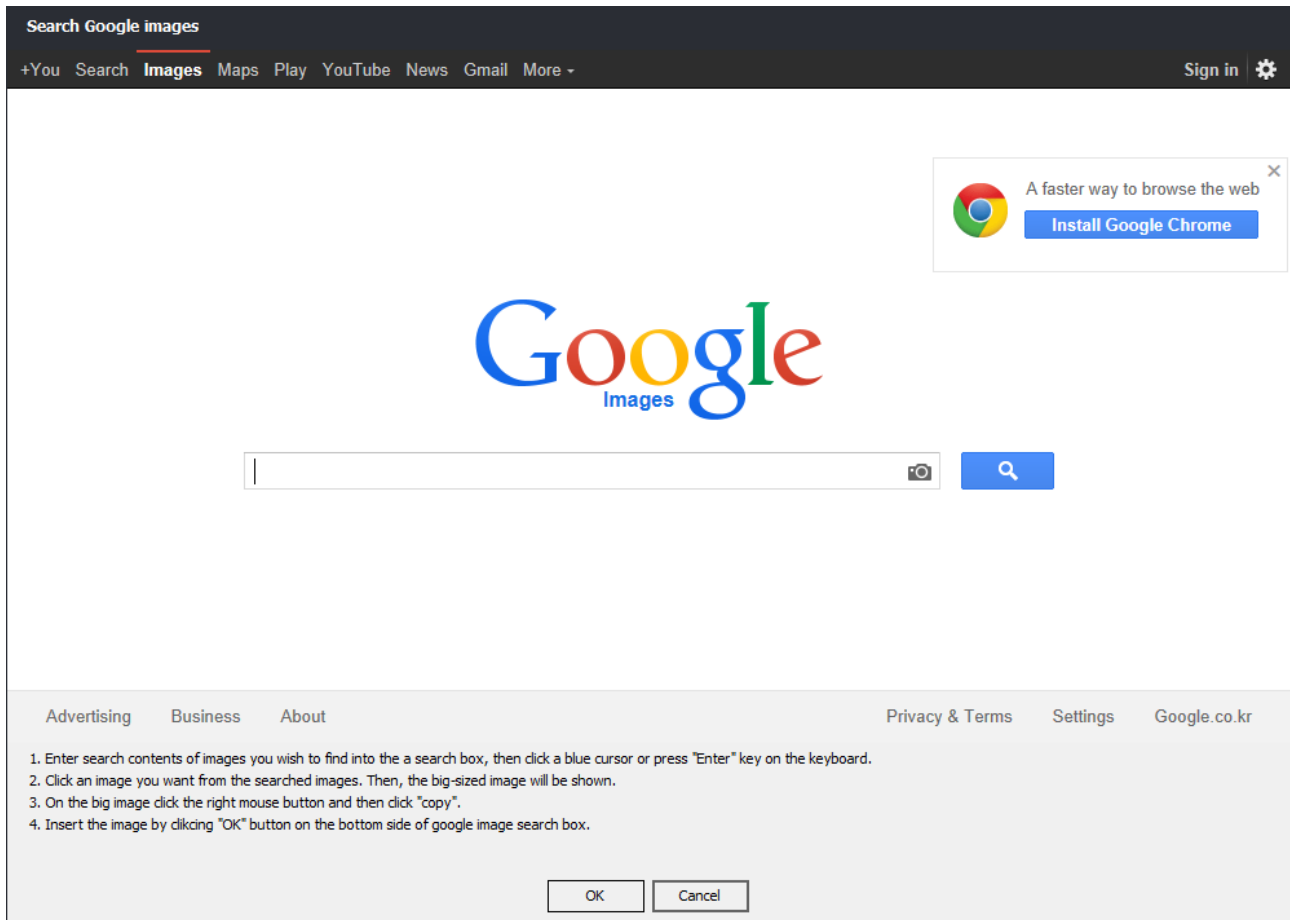 Search Google images
+You Search Images Maps Play YouTube News Gmail More Sign in
A faster way to browse the web
Install Google Chrome
Google
Images
Advertising Business About Privacy & Terms Settings Google.co.kr
1. Enter search contents of images you wish to find into the a search box, then click a blue cursor or press "Enter" key on the keyboard.
2. Click an image you want from the searched images. Then, the big-sized image will be shown.
3. On the big image click the right mouse button and then click "copy".
4. Insert the image by clikcing "OK" button on the bottom side of google image search box.
OK Cancel